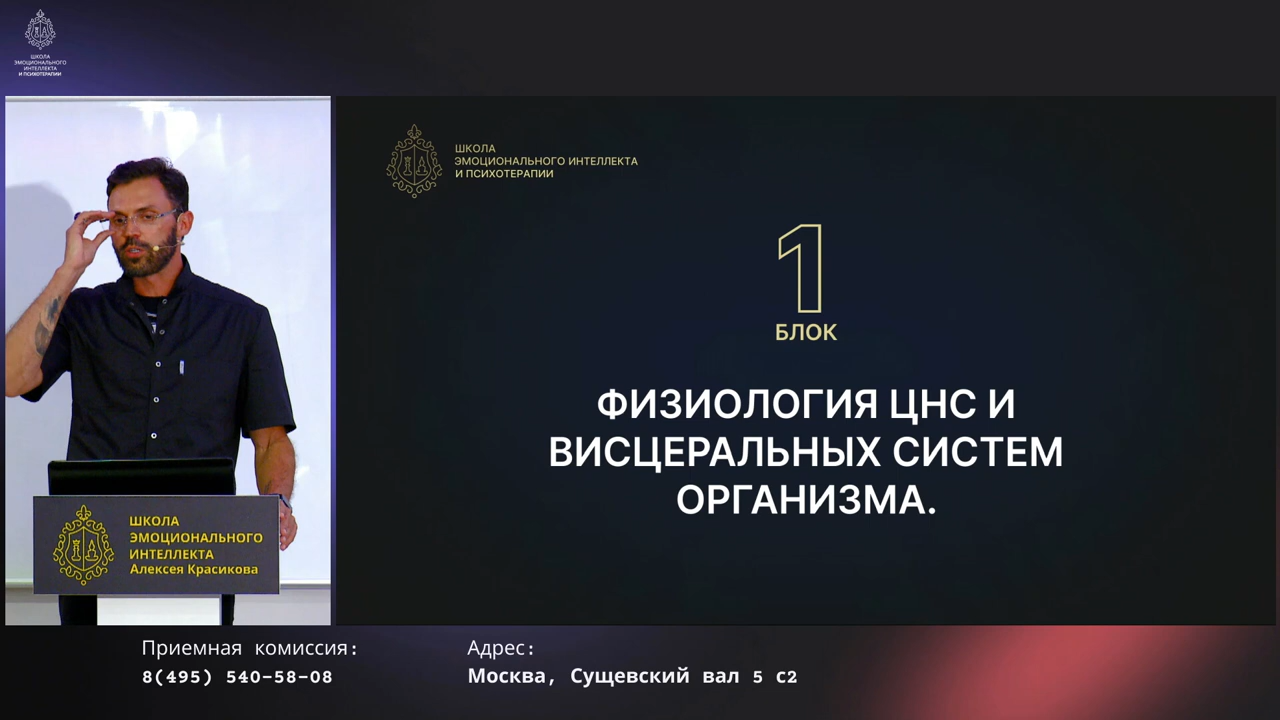 ШКОЛА
ЭМОЦИОНАЛЬНОГО
ИНТЕЛЛЕКТА
И ПСИХОТЕРАПИИ
ШКОЛА
ЭМОЦИОНАЛЬНОГО ИНТЕЛЛЕКТА
И ПСИХОТЕРАПИИ
1
БЛОК
ФИЗИОЛОГИЯ ЦНС И
ВИСЦЕРАЛЬНЫХ СИСТЕМ
ОРГАНИЗМА.
ШКОЛА
ЭМОЦИОНАЛЬНОГО
ИНТЕЛЛЕКТА
Алексея Красикова
Приемная комиссия:
8(495) 540-58-08
Адрес:
Москва, Сущевский вал 5 с2